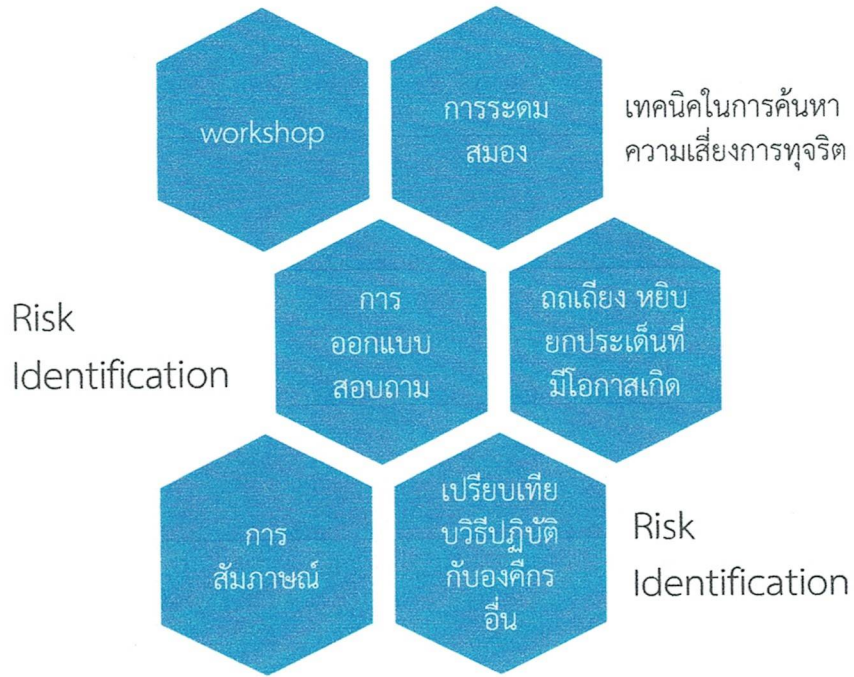 workshop
การระดม
สมอง
เทคนิคในการค้นหา
ความเสี่ยงการทุจริต
Risk
Identification
การ
ออกแบบ
สอบถาม
ถถเถียง หยิบ
ยกประเด็นที่
มีโอกาสเกิด
การ
สัมภาษณ์
เปรียบเทีย
บวิธีปฏิบัติ
กับองค์กร
อื่น
Risk
Identification